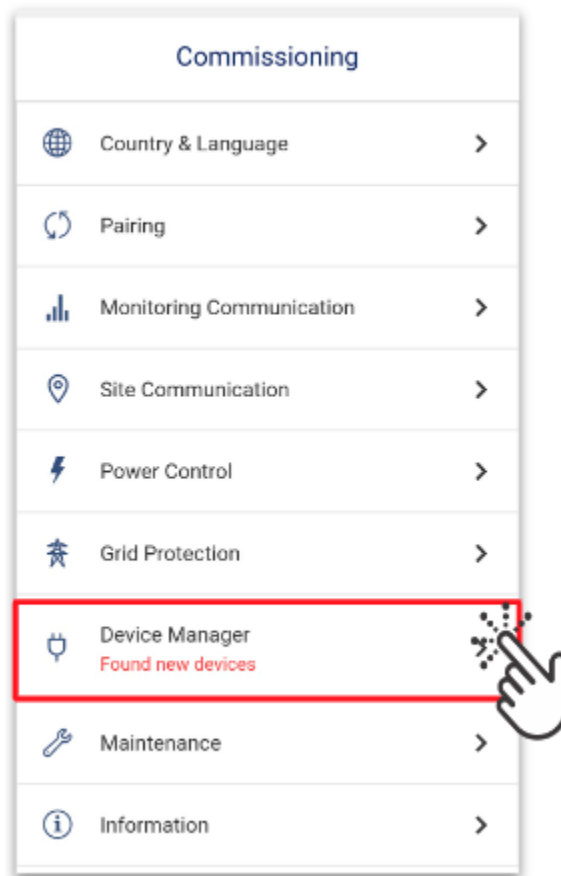 Commissioning
Country & Language
Pairing
Monitoring Communication
Site Communication
Power Control
Grid Protection
Device Manager
Found new devices
Maintenance
Information